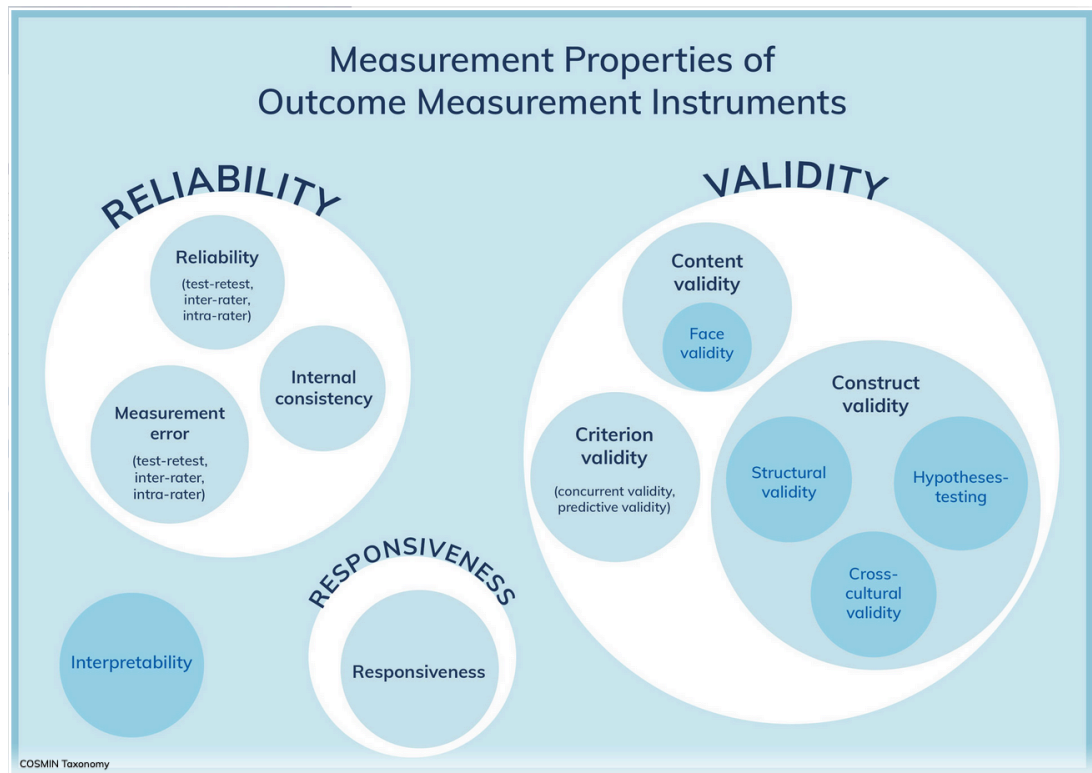 Measurement Properties of
Outcome Measurement Instruments
RELIABILITY
Reliability
(test-retest,
inter-rater,
intra-rater)
Internal
consistency
Measurement
error
(test-retest,
inter-rater,
intra-rater)
VALIDITY
Content
validity
Face
validity
Criterion
validity
(concurrent validity,
predictive validity)
Construct
validity
Structural
validity
Hypotheses-
testing
Cross-
cultural
validity
RESPONSIVENESS
Responsiveness
Interpretability
COSMIN Taxonomy